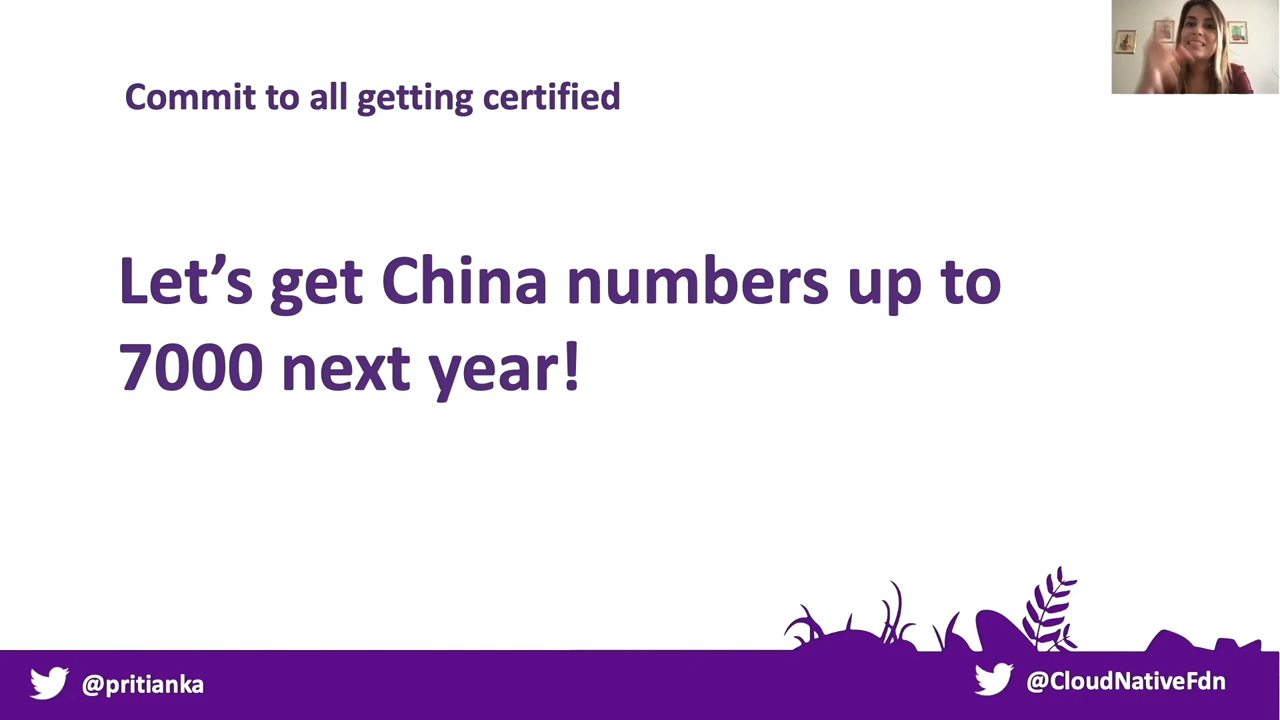 Commit to all getting certified
Let’s get China numbers up to
7000 next year!
@pritianka
@CloudNativeFdn